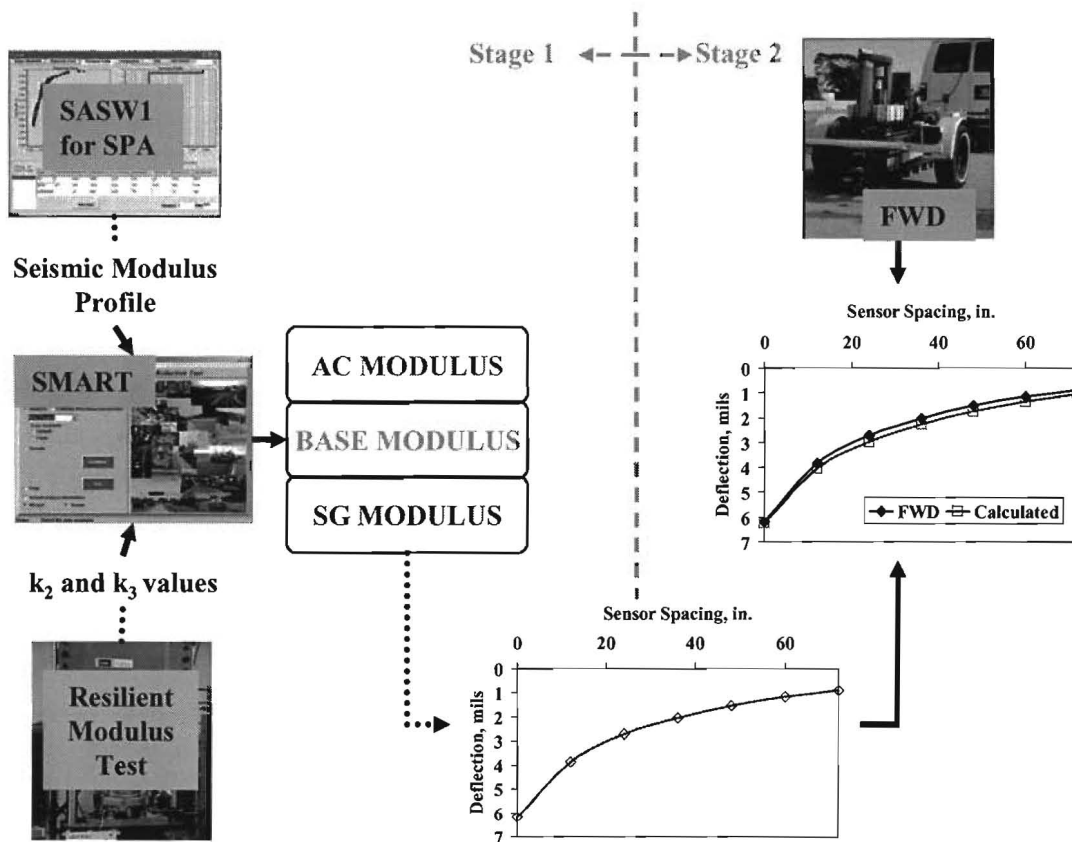 Stage 1
Stage 2
SASW1
for SPA
FWD
Seismic Modulus
Profile
SMART
AC MODULUS
BASE MODULUS
SG MODULUS
k₂ and k₃ values
Resilient
Modulus
Test
Sensor Spacing, in.
0 20 40 60
Deflection, mils
0
1
2
3
4
5
6
7
FWD Calculated
Sensor Spacing, in.
0 20 40 60
Deflection, mils
0
1
2
3
4
5
6
7